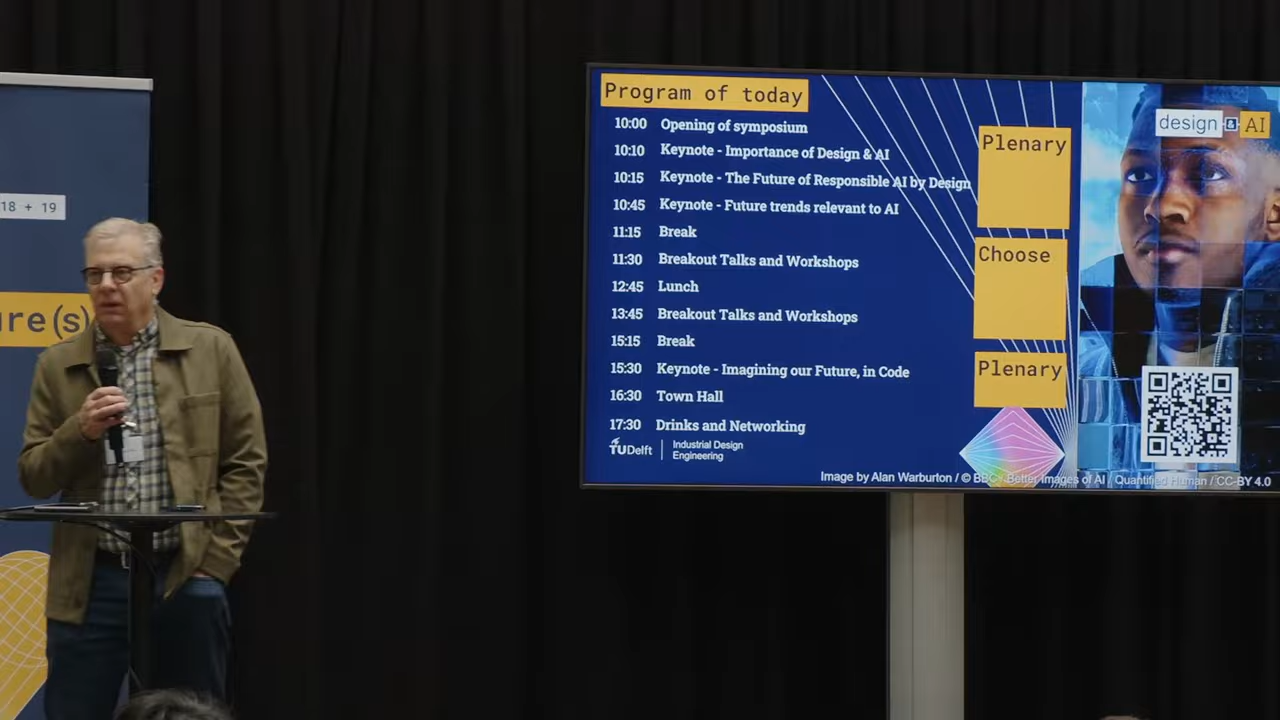 18 + 19
ure(s)
Program of today
10:00 Opening of symposium
10:10 Keynote - Importance of Design & AI
10:15 Keynote - The Future of Responsible AI by Design
10:45 Keynote - Future trends relevant to AI
11:15 Break
11:30 Breakout Talks and Workshops
12:45 Lunch
13:45 Breakout Talks and Workshops
15:15 Break
15:30 Keynote - Imagining our Future, in Code
16:30 Town Hall
17:30 Drinks and Networking
Plenary
Choose
Plenary
design & AI
TUDelft
Industrial Design
Engineering
Image by Alan Warburton / © BBC / Better Images of AI / Quantified Human / CC-BY 4.0